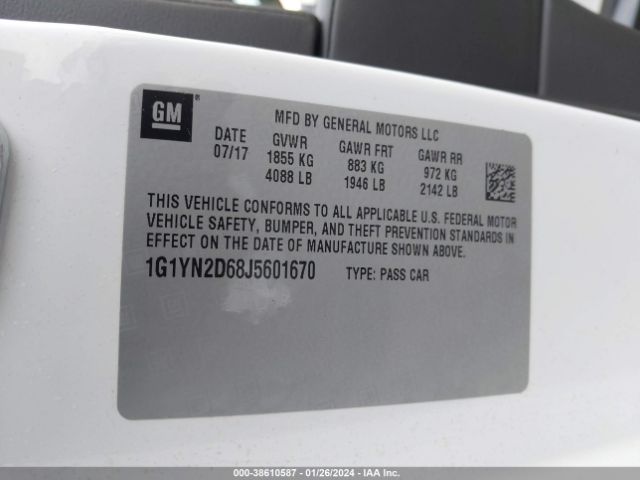 GM ®
MFD BY GENERAL MOTORS LLC
DATE GVWR GAWR FRT GAWR RR
07/17 1855 KG 883 KG 972 KG
4088 LB 1946 LB 2142 LB
THIS VEHICLE CONFORMS TO ALL APPLICABLE U.S. FEDERAL MOTOR
VEHICLE SAFETY, BUMPER, AND THEFT PREVENTION STANDARDS IN
EFFECT ON THE DATE OF MANUFACTURE SHOWN ABOVE.
1G1YN2D68J5601670 TYPE: PASS CAR
000-38610587 - 01/26/2024 - IAA Inc.